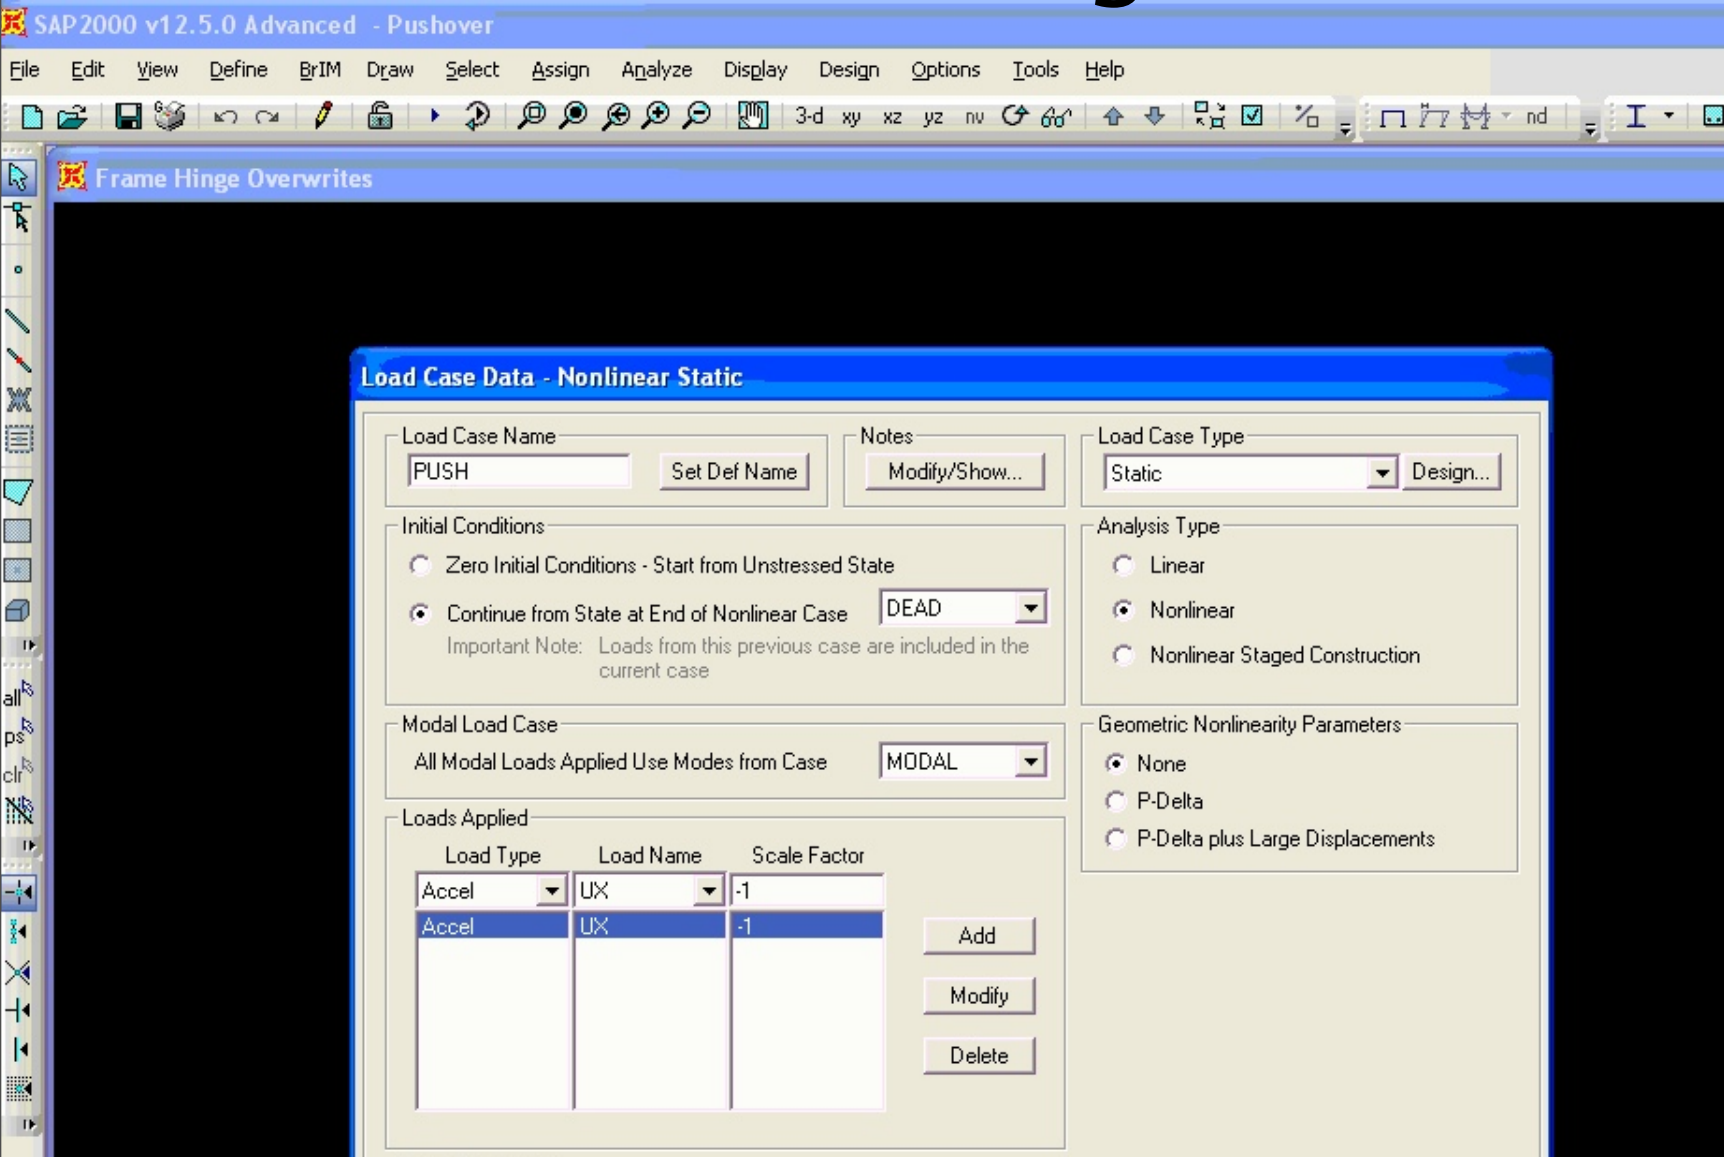 SAP2000 v12.5.0 Advanced - Pushover
File Edit View Define BrIM Draw Select Assign Analyze Display Design Options Tools Help
3-d xy xz yz nv nd
Frame Hinge Overwrites
all
ps
clr
Load Case Data - Nonlinear Static
Load Case Name
PUSH
Set Def Name
Notes
Modify/Show...
Load Case Type
Static
Design...
Initial Conditions
Zero Initial Conditions - Start from Unstressed State
Continue from State at End of Nonlinear Case
DEAD
Important Note: Loads from this previous case are included in the
current case
Analysis Type
Linear
Nonlinear
Nonlinear Staged Construction
Modal Load Case
All Modal Loads Applied Use Modes from Case
MODAL
Geometric Nonlinearity Parameters
None
P-Delta
P-Delta plus Large Displacements
Loads Applied
Load Type Load Name Scale Factor
Accel UX -1
Accel UX -1
Add
Modify
Delete